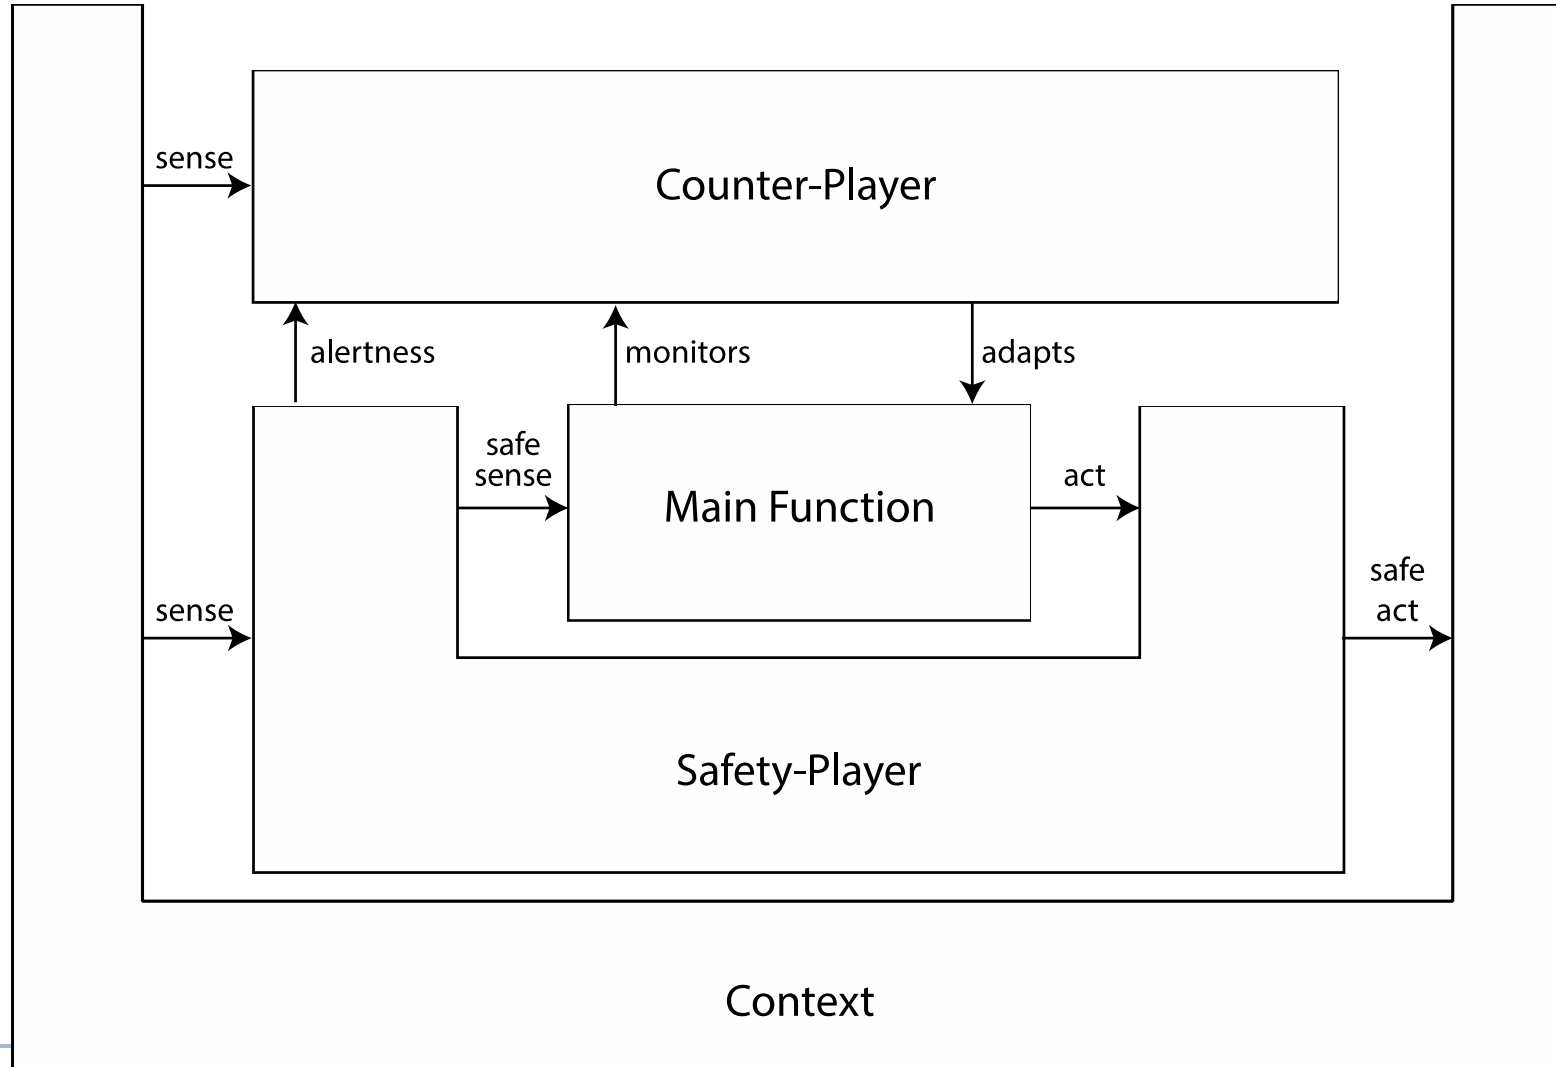 sense
Counter-Player
alertness
monitors
adapts
safe
sense
Main Function
act
sense
safe
act
Safety-Player
Context